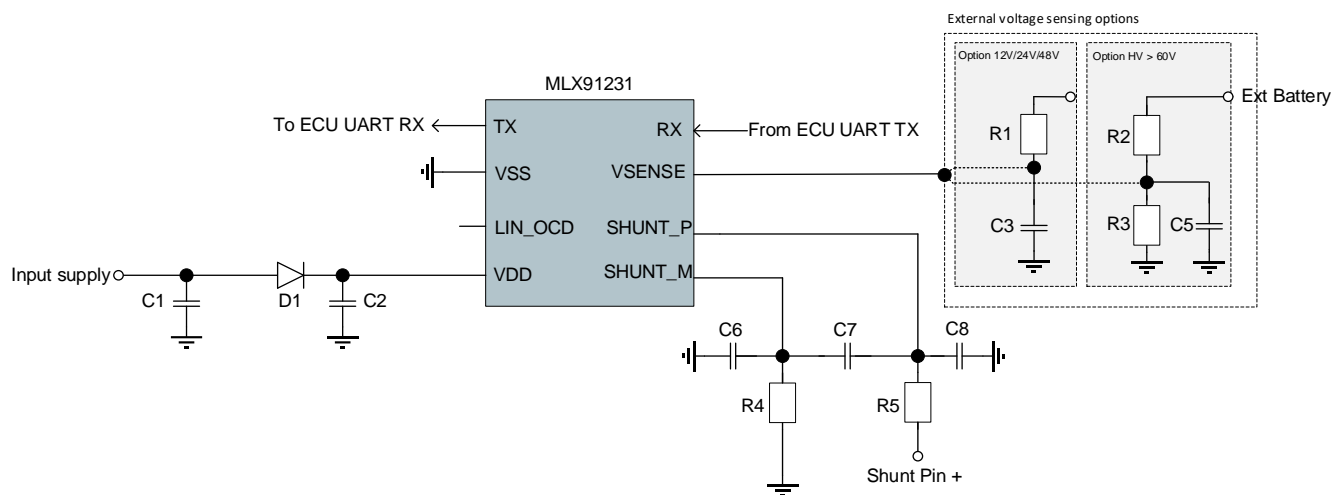 External voltage sensing options
Option 12V/24V/48V
Option HV > 60V
MLX91231
Ext Battery
To ECU UART RX
TX
RX
From ECU UART TX
R1
R2
VSS
VSENSE
LIN_OCD
SHUNT_P
C3
R3
C5
Input supply
VDD
SHUNT_M
C1
D1
C2
C6
C7
C8
R4
R5
Shunt Pin +